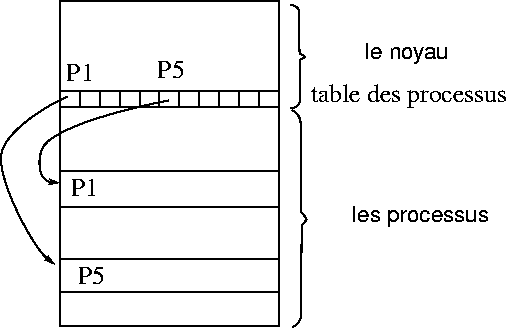 le noyau
P1
P5
table des processus
P1
les processus
P5